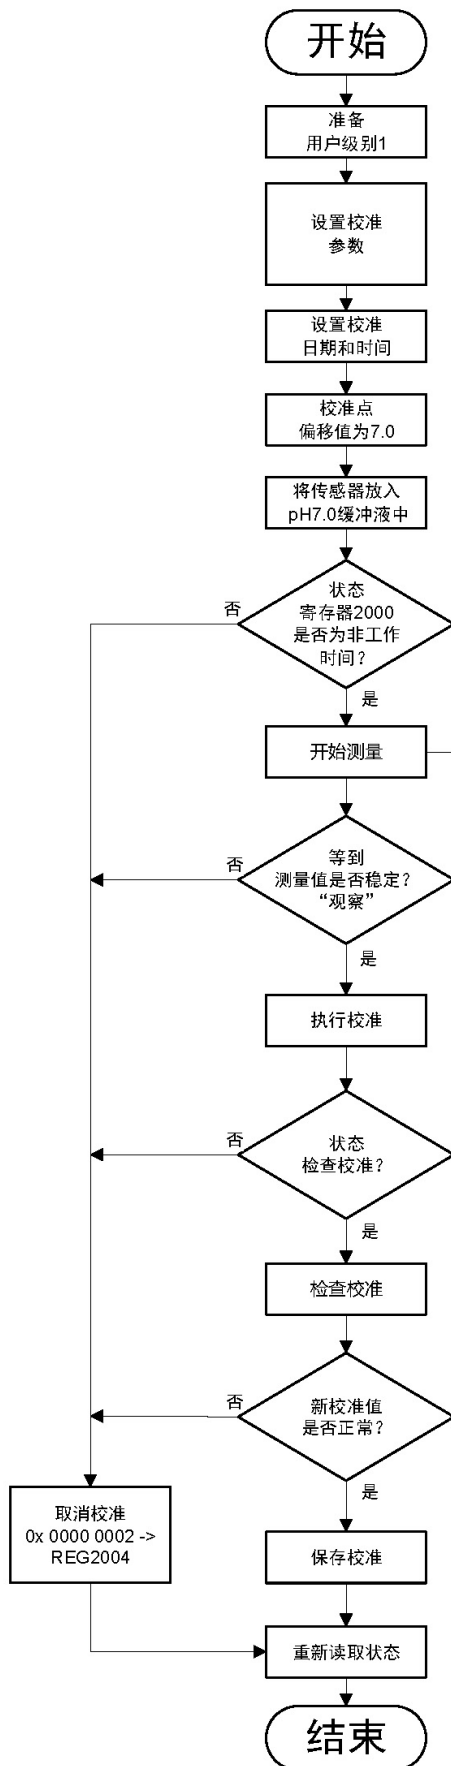 开始
准备
用户级别1
设置校准
参数
设置校准
日期和时间
校准点
偏移值为7.0
将传感器放入
pH7.0缓冲液中
否
状态
寄存器2000
是否为非工作
时间？
是
开始测量
否
等到
测量值是否稳定？
“观察”
是
执行校准
否
状态
检查校准？
是
检查校准
否
新校准值
是否正常？
是
取消校准
0x 0000 0002 ->
REG2004
保存校准
重新读取状态
结束